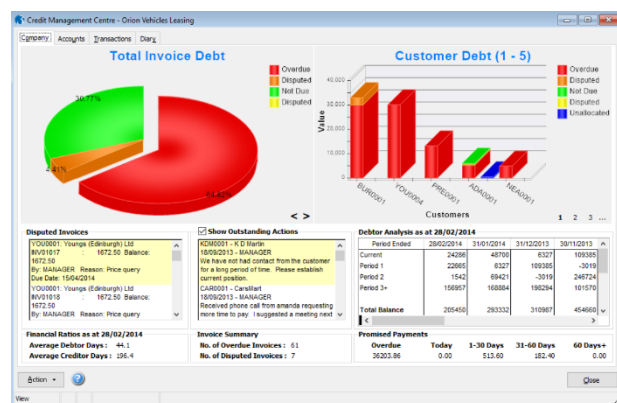 Credit Management Centre - Orion Vehicles Leasing
Company Accounts Transactions Diary
Total Invoice Debt
Overdue
Disputed
Not Due
Disputed
30.77%
4.41%
64.82%
< >
Customer Debt (1 - 5)
Overdue
Disputed
Not Due
Disputed
Unallocated
Value
40,000
30,000
20,000
10,000
0
BUR0001 YOU0004 PRE0001 ADA0001 NEA0001
Customers
1 2 3 ...
Disputed Invoices
YOU0001: Youngs (Edinburgh) Ltd
INV01017 : 1672.50 Balance:
1672.50
By: MANAGER Reason: Price query
Due Date: 15/04/2014
YOU0001: Youngs (Edinburgh) Ltd
INV01018 : 1672.50 Balance:
1672.50
By: MANAGER Reason: Price query
Show Outstanding Actions
KDM0001 - K D Martin
18/09/2013 - MANAGER
We have not had contact from the customer
for a long period of time. Please establish
current position.
CAR0001 - CarsMart
18/09/2013 - MANAGER
Received phone call from amanda requesting
more time to pay. I suggested a meeting next
Debtor Analysis as at 28/02/2014
Period Ended 28/02/2014 31/01/2014 31/12/2013 30/11/2013
Current 24286 48700 6327 109385
Period 1 22665 8327 109385 -3019
Period 2 1542 69421 -3019 246724
Period 3+ 156957 166884 198294 101570
Total Balance 205450 293332 310987 454660
Financial Ratios as at 28/02/2014
Average Debtor Days : 44.1
Average Creditor Days : 196.4
Invoice Summary
No. of Overdue Invoices : 61
No. of Disputed Invoices : 7
Promised Payments
Overdue Today 1-30 Days 31-60 Days 60 Days+
36203.86 0.00 513.60 182.40 0.00
Action
Close
View